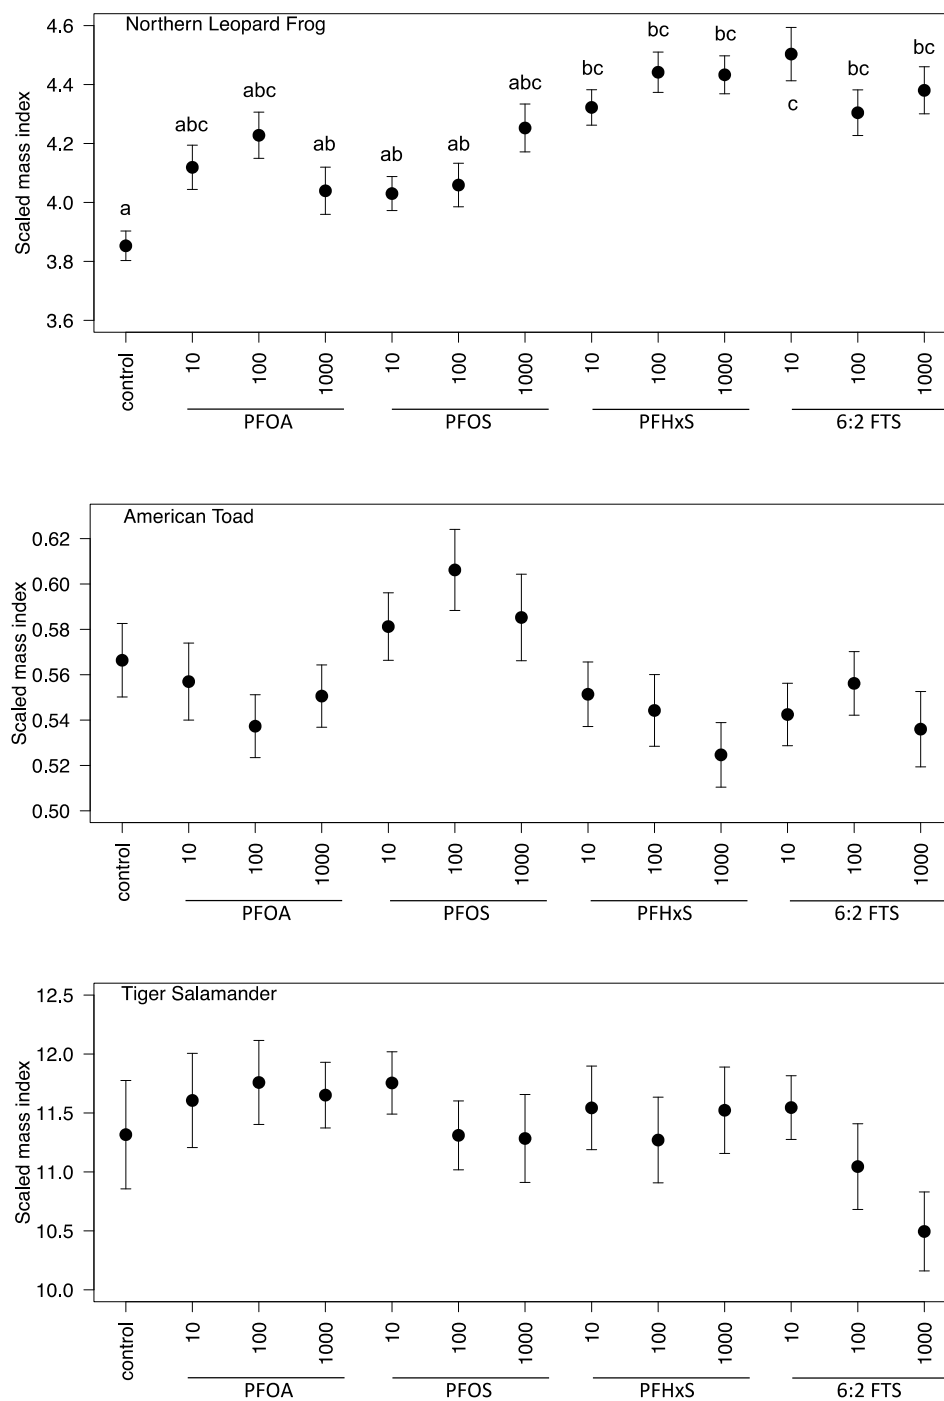 Northern Leopard Frog
Scaled mass index
4.6
4.4
4.2
4.0
3.8
3.6
a
abc
abc
ab
ab
ab
abc
bc
bc
bc
c
bc
bc
control
10
100
1000
10
100
1000
10
100
1000
10
100
1000
PFOA
PFOS
PFHxS
6:2 FTS
American Toad
Scaled mass index
0.62
0.60
0.58
0.56
0.54
0.52
0.50
control
10
100
1000
10
100
1000
10
100
1000
10
100
1000
PFOA
PFOS
PFHxS
6:2 FTS
Tiger Salamander
Scaled mass index
12.5
12.0
11.5
11.0
10.5
10.0
control
10
100
1000
10
100
1000
10
100
1000
10
100
1000
PFOA
PFOS
PFHxS
6:2 FTS